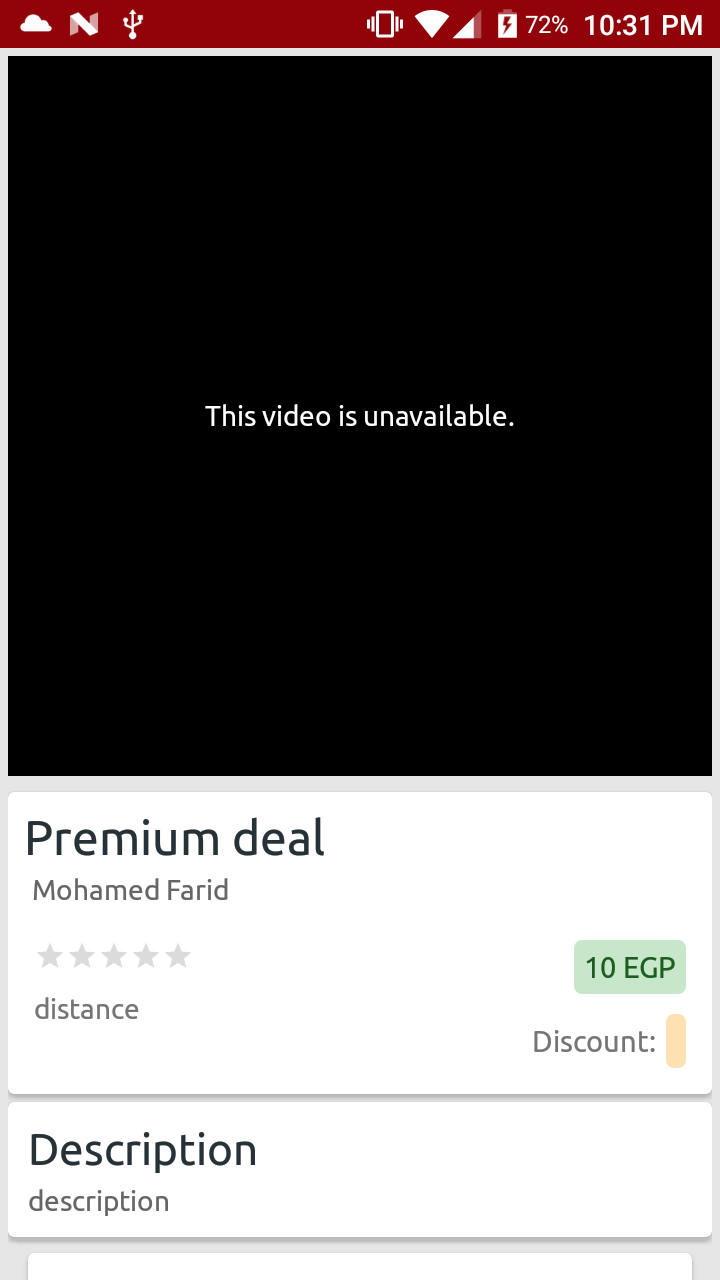 72% 10:31 PM
This video is unavailable.
Premium deal
Mohamed Farid
10 EGP
distance
Discount:
Description
description